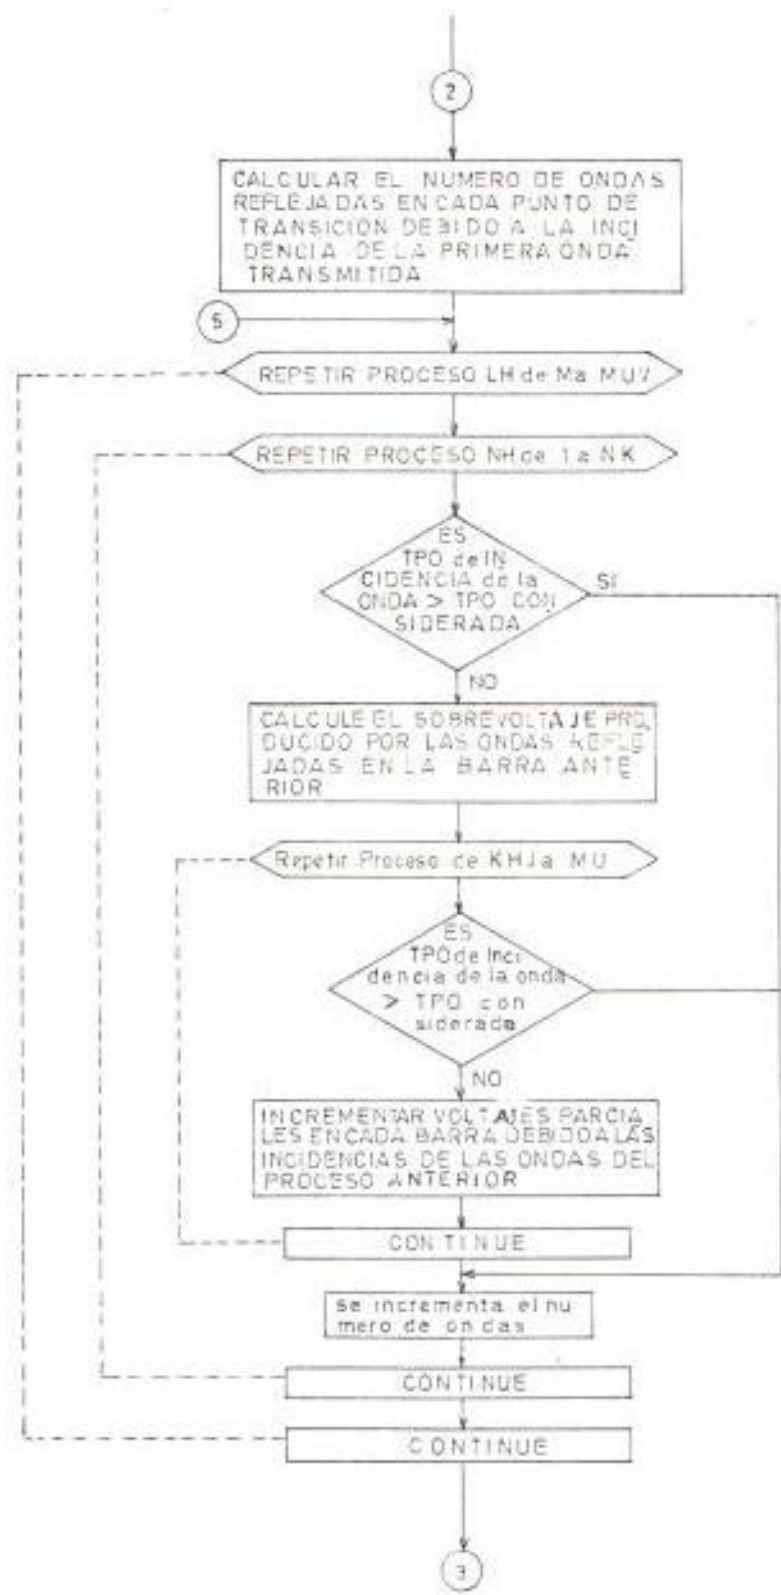 2
CALCULAR EL NUMERO DE ONDAS
REFLEJADAS EN CADA PUNTO DE
TRANSICION DEBIDO A LA INCI
DENCIA DE LA PRIMERA ONDA
TRANSMITIDA
5
REPETIR PROCESO LH de M a MUV
REPETIR PROCESO NH de 1 a NK
ES
TPO de IN
CIDENCIA de la
ONDA > TPO CON
SIDERADA
SI
NO
CALCULE EL SOBREVOLTAJE PRO
DUCIDO POR LAS ONDAS REFLE
JADAS EN LA BARRA ANTE
RIOR
Repetir Proceso de KHJ a MU
ES
TPO de Inci
dencia de la onda
> TPO con
siderada
NO
INCREMENTAR VOLTAJES PARCIA
LES EN CADA BARRA DEBIDO A LAS
INCIDENCIAS DE LAS ONDAS DEL
PROCESO ANTERIOR
CONTINUE
Se incrementa el nu
mero de ondas
CONTINUE
CONTINUE
3